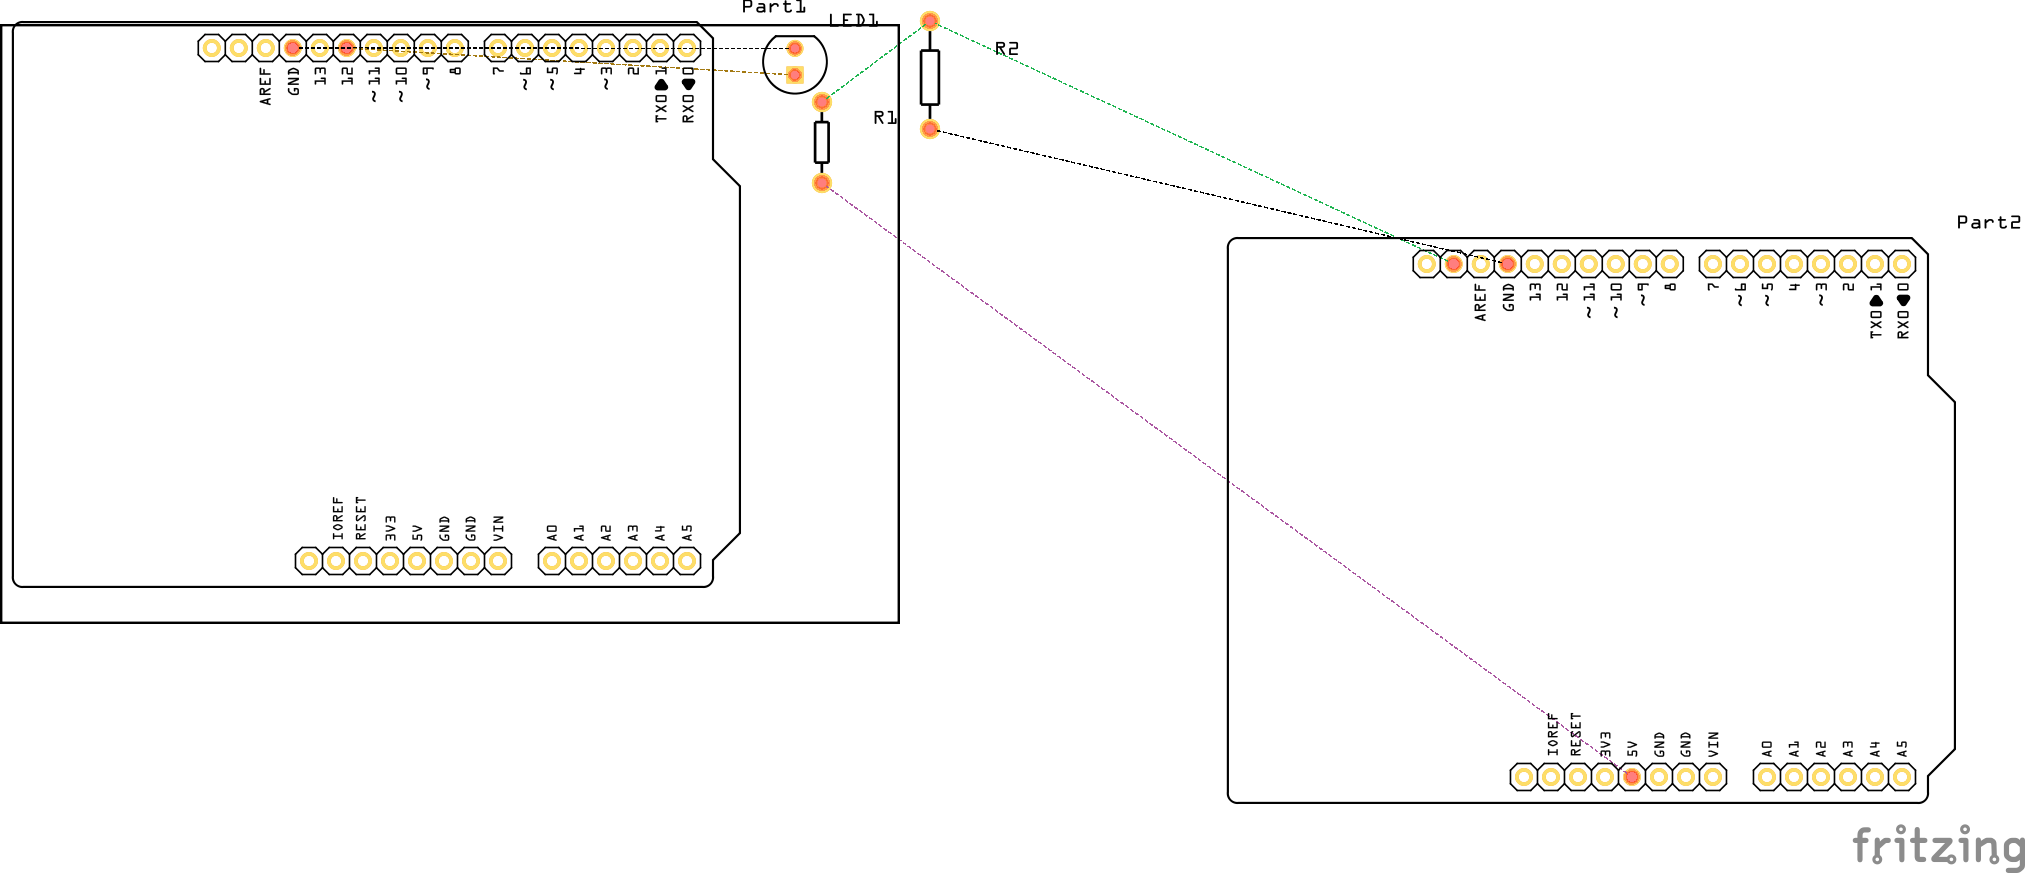 Part1
LED1
R2
AREF GND 13 12 ~11 ~10 ~9 8 7 ~6 ~5 4 ~3 2 TX0 1 RX0 0
R1
Part2
AREF GND 13 12 ~11 ~10 ~9 8 7 ~6 ~5 4 ~3 2 TX0 1 RX0 0
IOREF RESET 3V3 5V GND GND VIN A0 A1 A2 A3 A4 A5
IOREF RESET 3V3 5V GND GND VIN A0 A1 A2 A3 A4 A5
fritzing